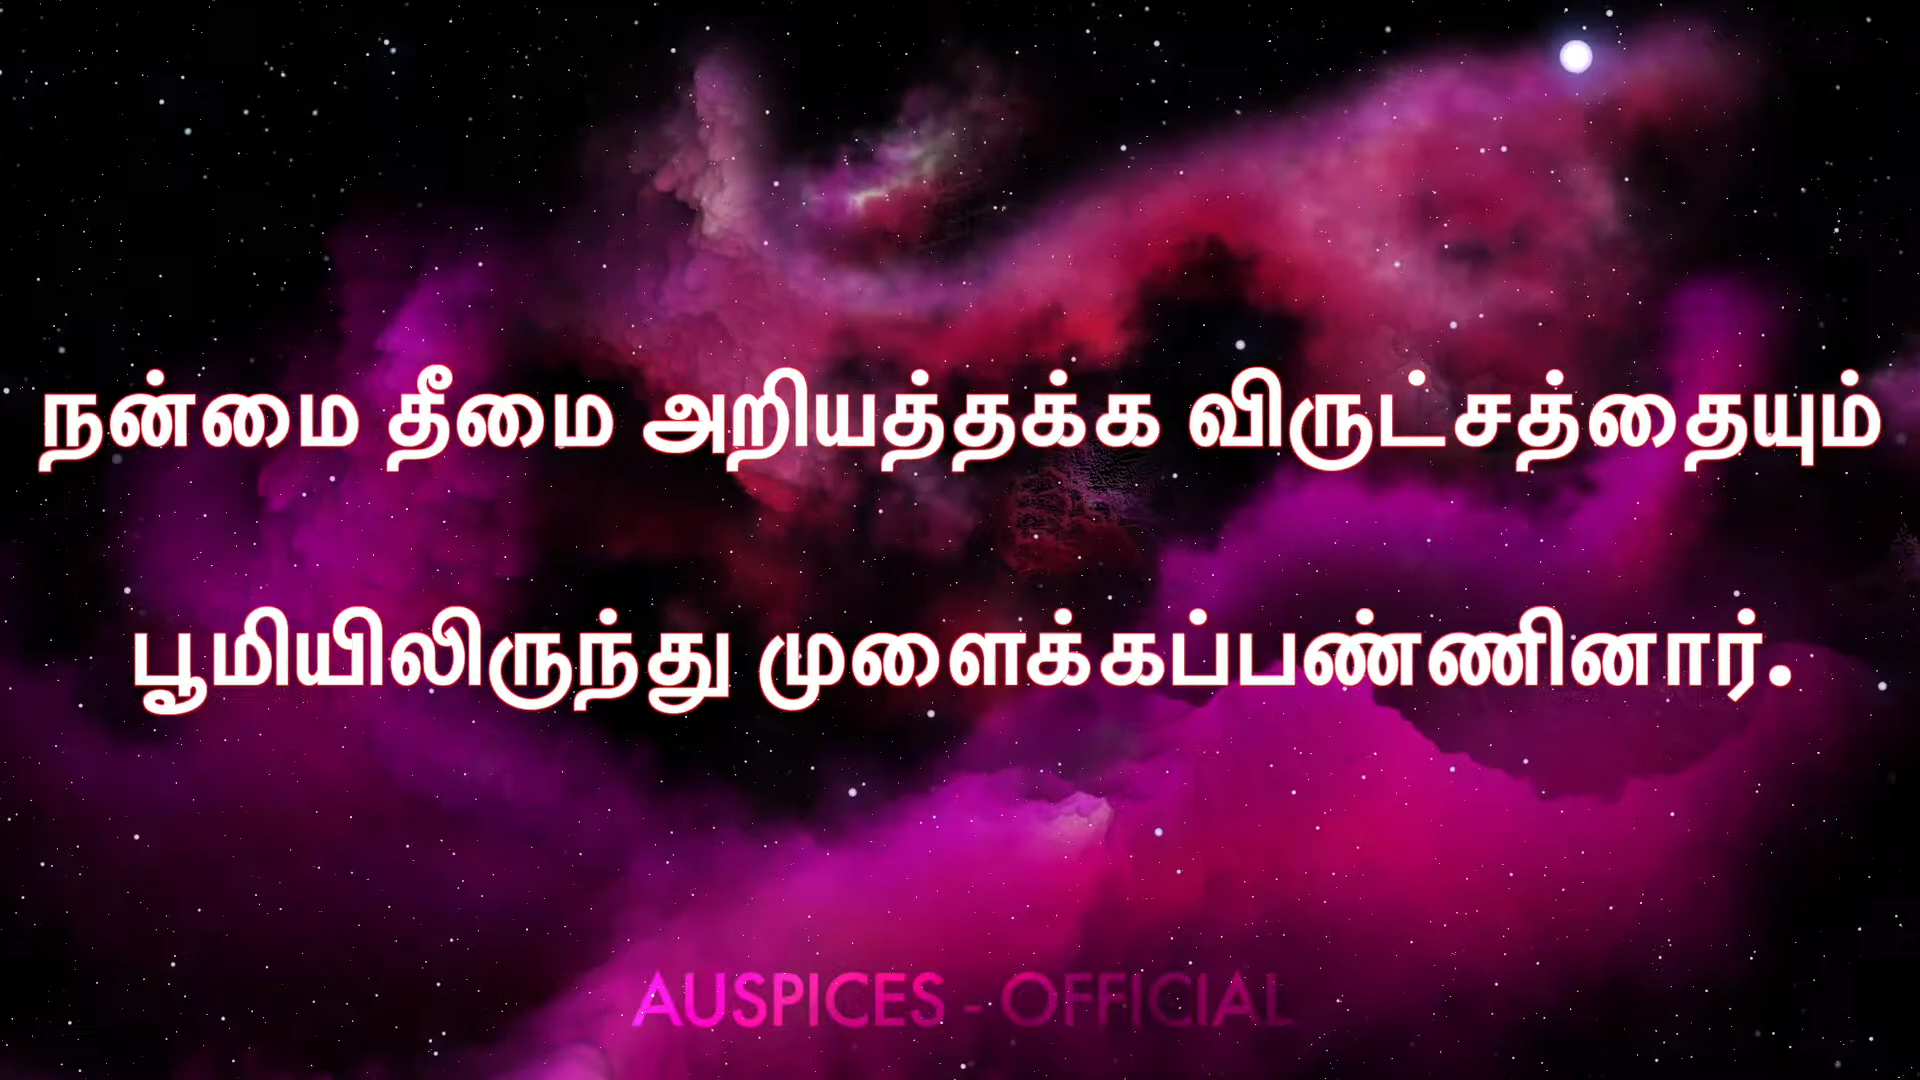 நன்மை தீமை அறியத்தக்க விருட்சத்தையும்
பூமியிலிருந்து முளைக்கப்பண்ணினார்.
AUSPICES - OFFICIAL